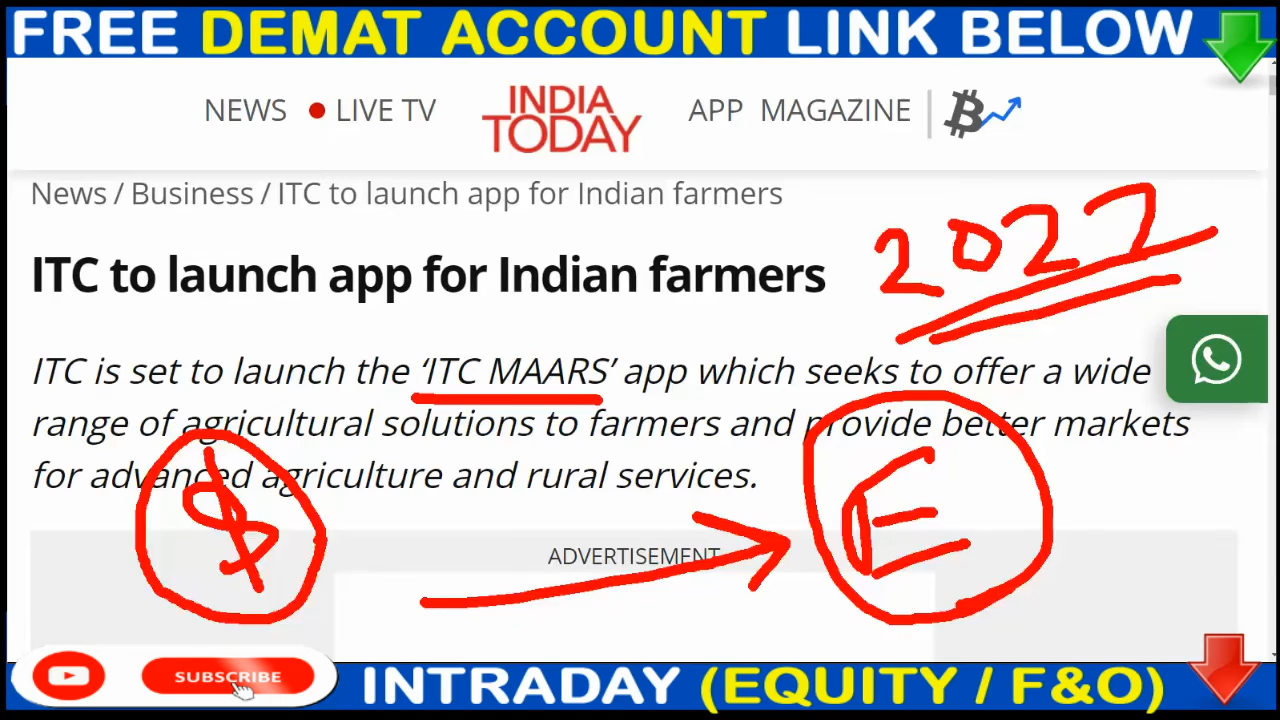 FREE DEMAT ACCOUNT LINK BELOW
NEWS LIVE TV INDIA TODAY APP MAGAZINE
News / Business / ITC to launch app for Indian farmers
2022
ITC to launch app for Indian farmers
ITC is set to launch the ‘ITC MAARS’ app which seeks to offer a wide
range of agricultural solutions to farmers and provide better markets
for advanced agriculture and rural services.
$ E
ADVERTISEMENT
SUBSCRIBE
INTRADAY (EQUITY / F&O)